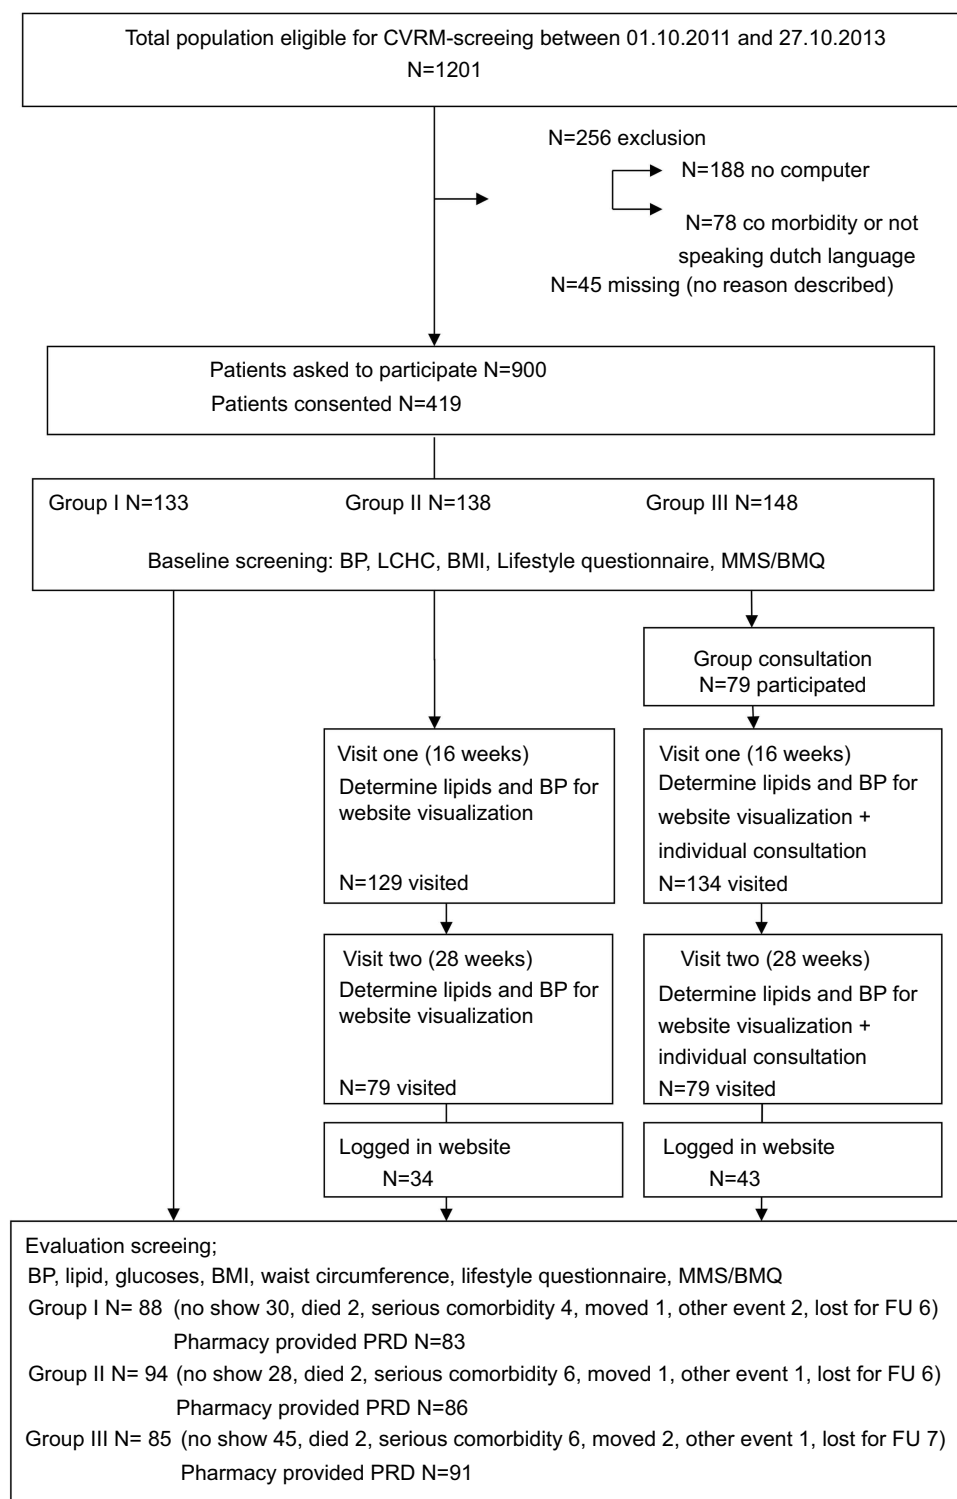 Total population eligible for CVRM-screeing between 01.10.2011 and 27.10.2013
N=1201
N=256 exclusion
N=188 no computer
N=78 co morbidity or not
speaking dutch language
N=45 missing (no reason described)
Patients asked to participate N=900
Patients consented N=419
Group I N=133
Group II N=138
Group III N=148
Baseline screening: BP, LCHC, BMI, Lifestyle questionnaire, MMS/BMQ
Group consultation
N=79 participated
Visit one (16 weeks)
Determine lipids and BP for
website visualization
N=129 visited
Visit one (16 weeks)
Determine lipids and BP for
website visualization +
individual consultation
N=134 visited
Visit two (28 weeks)
Determine lipids and BP for
website visualization
N=79 visited
Visit two (28 weeks)
Determine lipids and BP for
website visualization +
individual consultation
N=79 visited
Logged in website
N=34
Logged in website
N=43
Evaluation screeing;
BP, lipid, glucoses, BMI, waist circumference, lifestyle questionnaire, MMS/BMQ
Group I N= 88 (no show 30, died 2, serious comorbidity 4, moved 1, other event 2, lost for FU 6)
Pharmacy provided PRD N=83
Group II N= 94 (no show 28, died 2, serious comorbidity 6, moved 1, other event 1, lost for FU 6)
Pharmacy provided PRD N=86
Group III N= 85 (no show 45, died 2, serious comorbidity 6, moved 2, other event 1, lost for FU 7)
Pharmacy provided PRD N=91